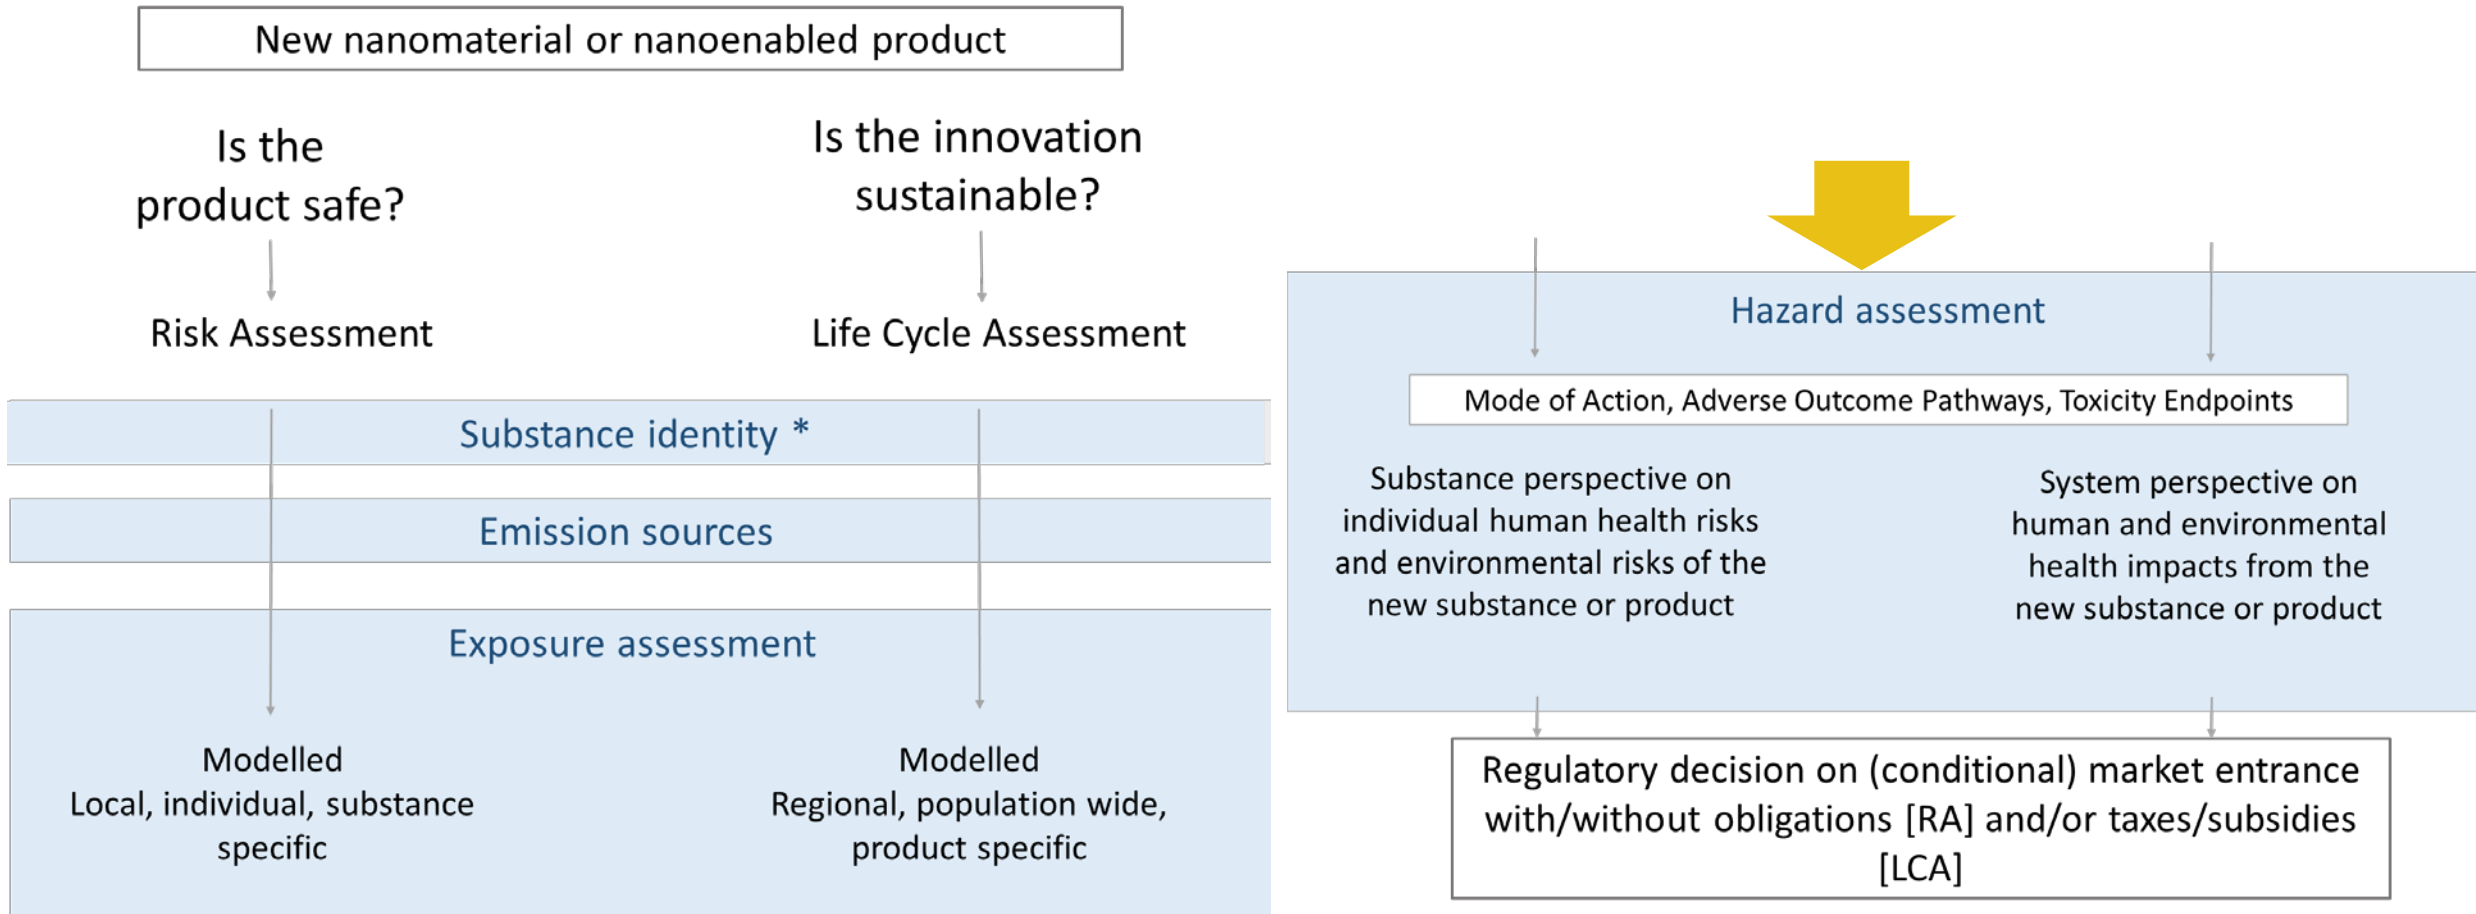 New nanomaterial or nanoenabled product
Is the
product safe?
Is the innovation
sustainable?
Risk Assessment
Life Cycle Assessment
Substance identity *
Emission sources
Exposure assessment
Modelled
Local, individual, substance
specific
Modelled
Regional, population wide,
product specific
Hazard assessment
Mode of Action, Adverse Outcome Pathways, Toxicity Endpoints
Substance perspective on
individual human health risks
and environmental risks of the
new substance or product
System perspective on
human and environmental
health impacts from the
new substance or product
Regulatory decision on (conditional) market entrance
with/without obligations [RA] and/or taxes/subsidies
[LCA]